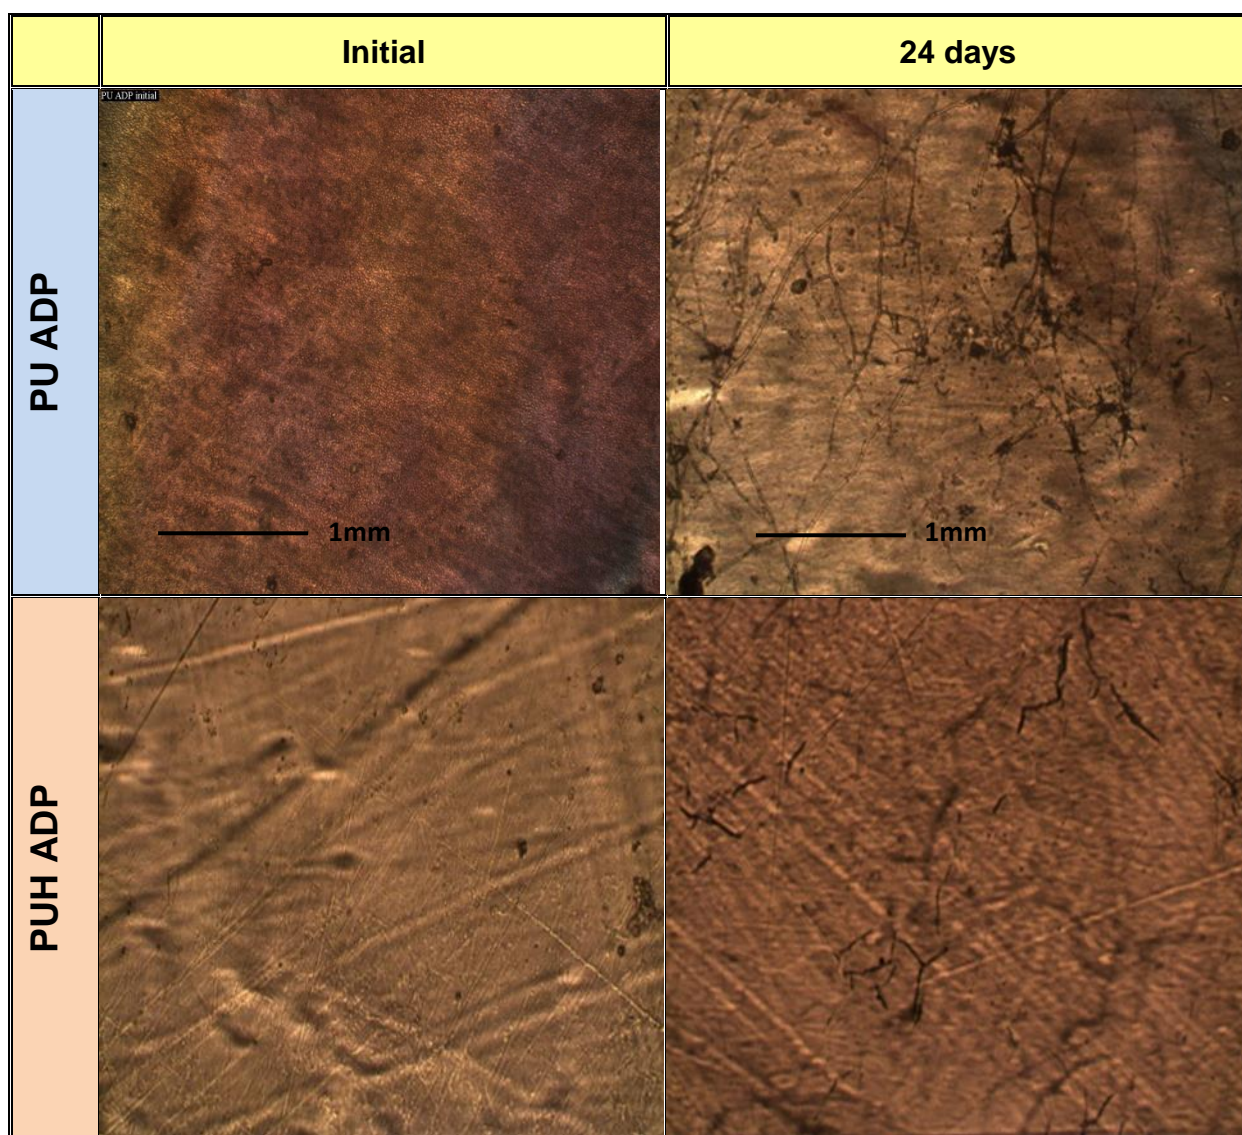 Initial
24 days
PU ADP
PU ADP initial
1mm
1mm
PUH ADP